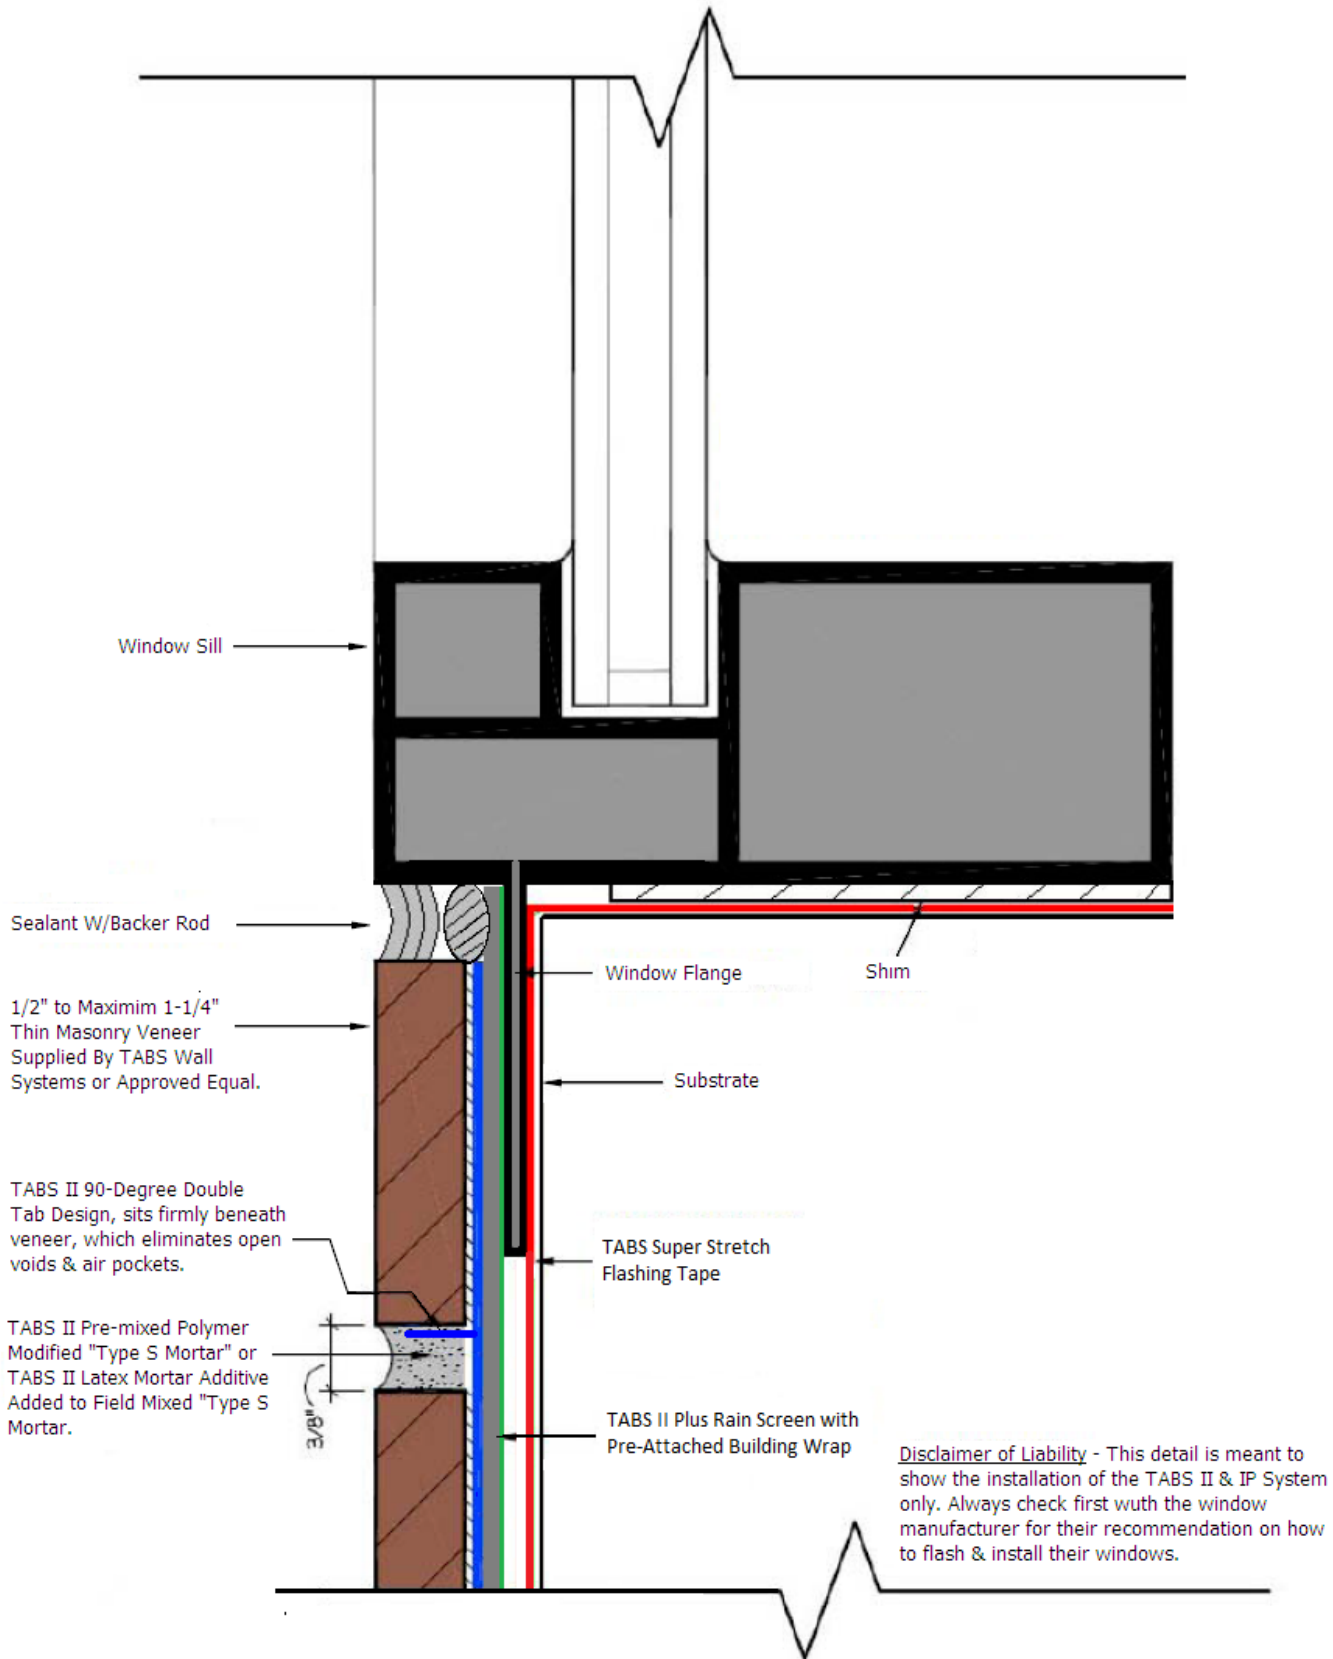 Window Sill
Sealant W/Backer Rod
1/2" to Maximim 1-1/4"
Thin Masonry Veneer
Supplied By TABS Wall
Systems or Approved Equal.
TABS II 90-Degree Double
Tab Design, sits firmly beneath
veneer, which eliminates open
voids & air pockets.
TABS II Pre-mixed Polymer
Modified "Type S Mortar" or
TABS II Latex Mortar Additive
Added to Field Mixed "Type S
Mortar.
3/8"
Window Flange
Shim
Substrate
TABS Super Stretch
Flashing Tape
TABS II Plus Rain Screen with
Pre-Attached Building Wrap
Disclaimer of Liability - This detail is meant to
show the installation of the TABS II & IP System
only. Always check first wuth the window
manufacturer for their recommendation on how
to flash & install their windows.